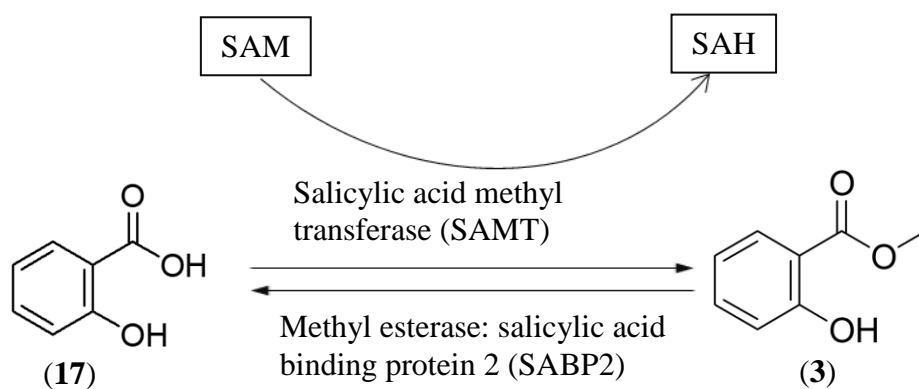 SAM
SAH
Salicylic acid methyl
transferase (SAMT)
O
OH
OH
(17)
O
O
OH
(3)
Methyl esterase: salicylic acid
binding protein 2 (SABP2)